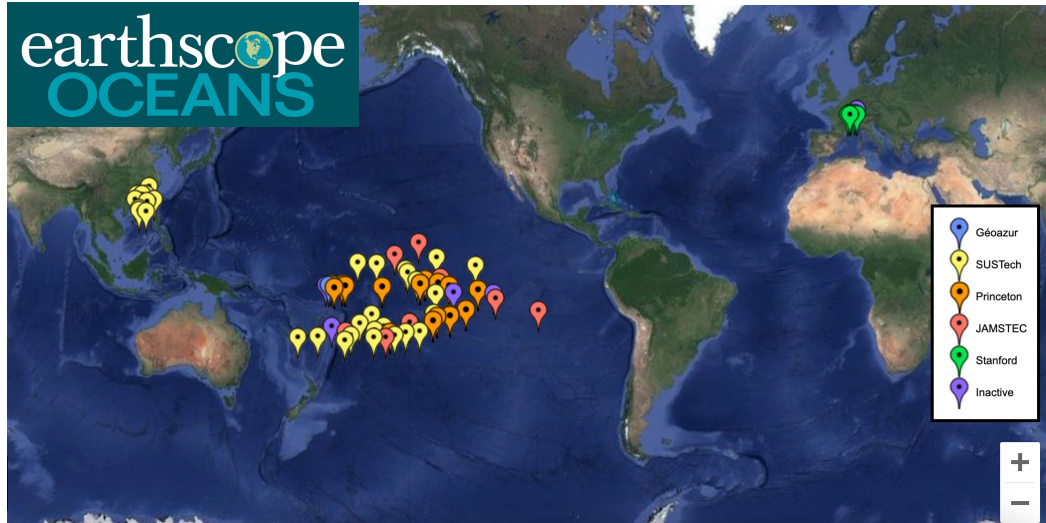 earthscope
OCEANS
Géoazur
SUSTech
Princeton
JAMSTEC
Stanford
Inactive
+
−